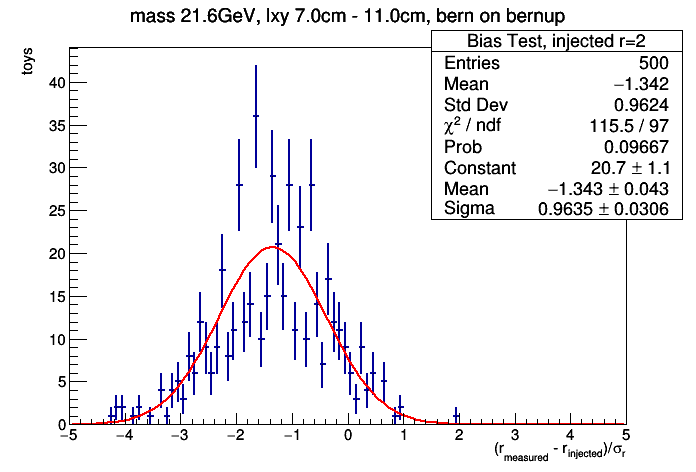 mass 21.6GeV, lxy 7.0cm - 11.0cm, bern on bernup
Bias Test, injected r=2
Entries 500
Mean −1.342
Std Dev 0.9624
χ² / ndf 115.5 / 97
Prob 0.09667
Constant 20.7 ± 1.1
Mean −1.343 ± 0.043
Sigma 0.9635 ± 0.0306
toys
40
35
30
25
20
15
10
5
0
−5 −4 −3 −2 −1 0 1 2 3 4 5
(r_measured - r_injected)/σ_r